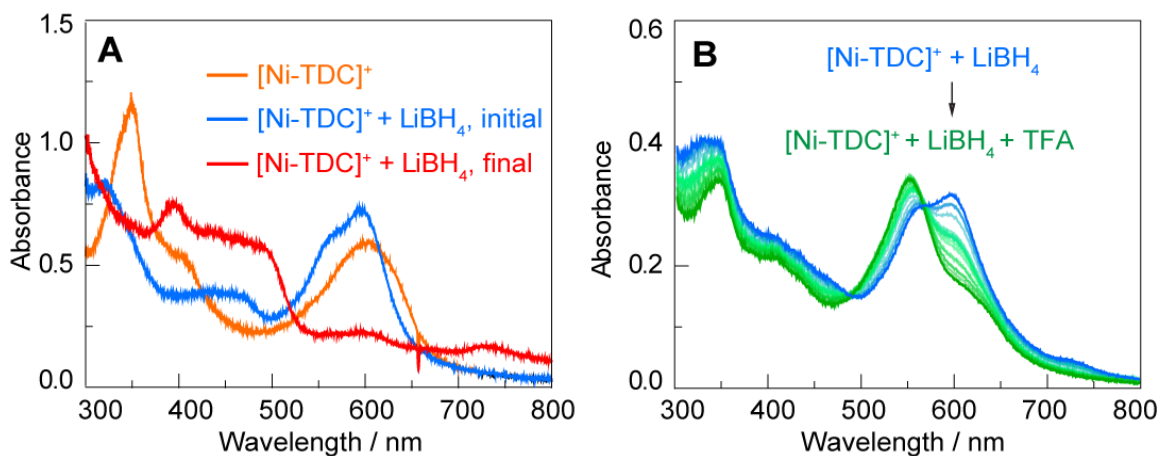 A
[Ni-TDC]⁺
[Ni-TDC]⁺ + LiBH₄, initial
[Ni-TDC]⁺ + LiBH₄, final
1.5
1.0
0.5
0.0
Absorbance
300 400 500 600 700 800
Wavelength / nm
B
[Ni-TDC]⁺ + LiBH₄
[Ni-TDC]⁺ + LiBH₄ + TFA
0.6
0.4
0.2
0.0
Absorbance
300 400 500 600 700 800
Wavelength / nm